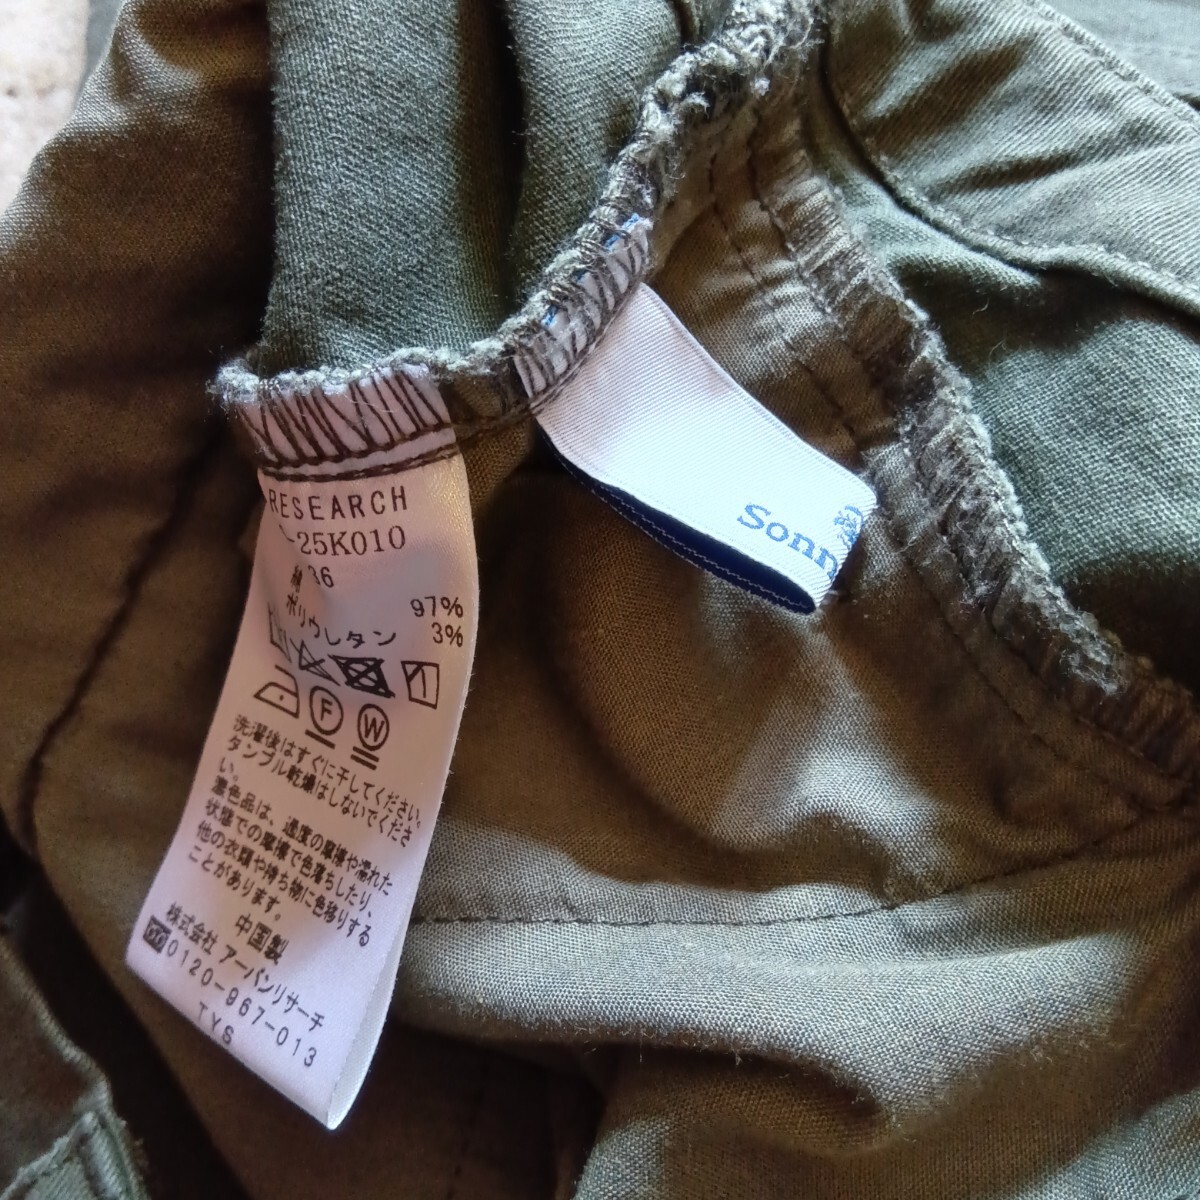 RESEARCH
-25K010
36
綿 97%
ポリウレタン 3%
F W
洗濯後はすぐに干してください。
タンブル乾燥はしないでくださ
い。
濃色品は、過度の摩擦や濡れた
状態での摩擦で色落ちしたり、
他の衣類や持ち物に色移りする
ことがあります。
中国製
株式会社 アーバンリサーチ
0120-967-013
TYS
Sonn